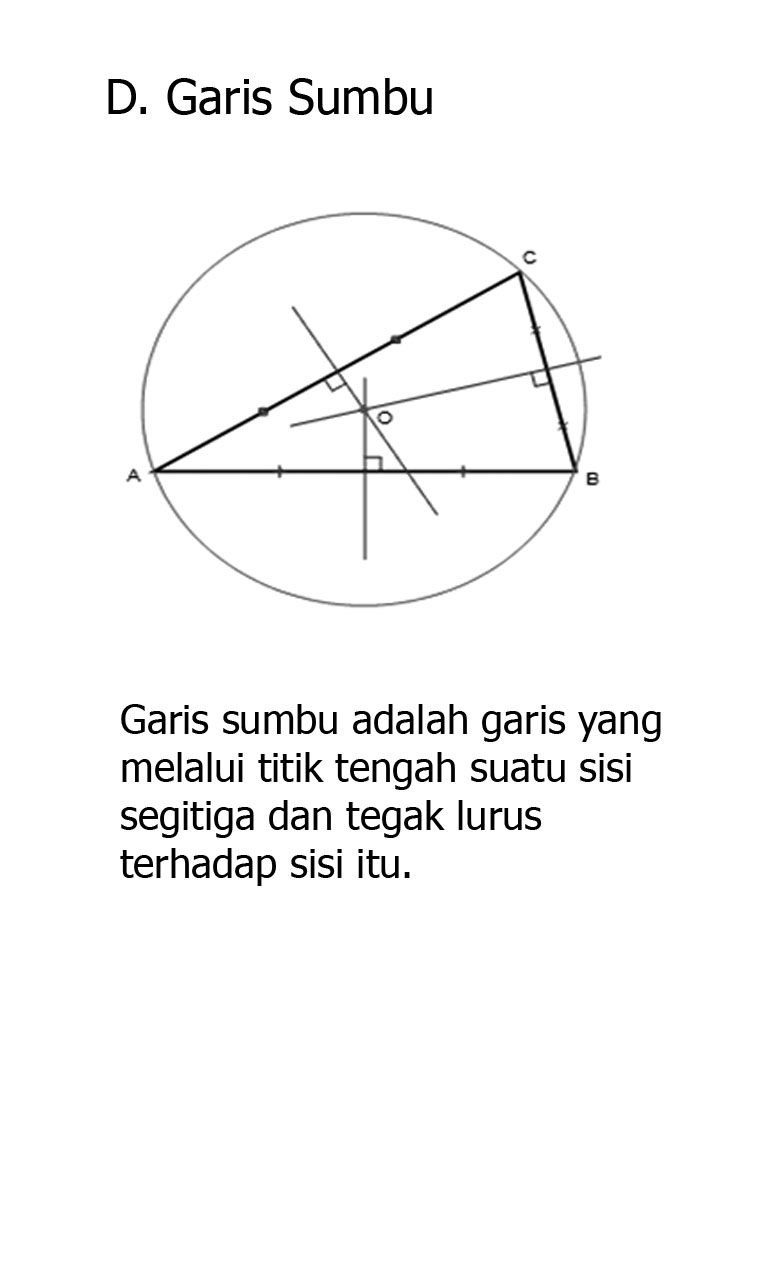 D. Garis Sumbu
C
O
A
B
Garis sumbu adalah garis yang
melalui titik tengah suatu sisi
segitiga dan tegak lurus
terhadap sisi itu.